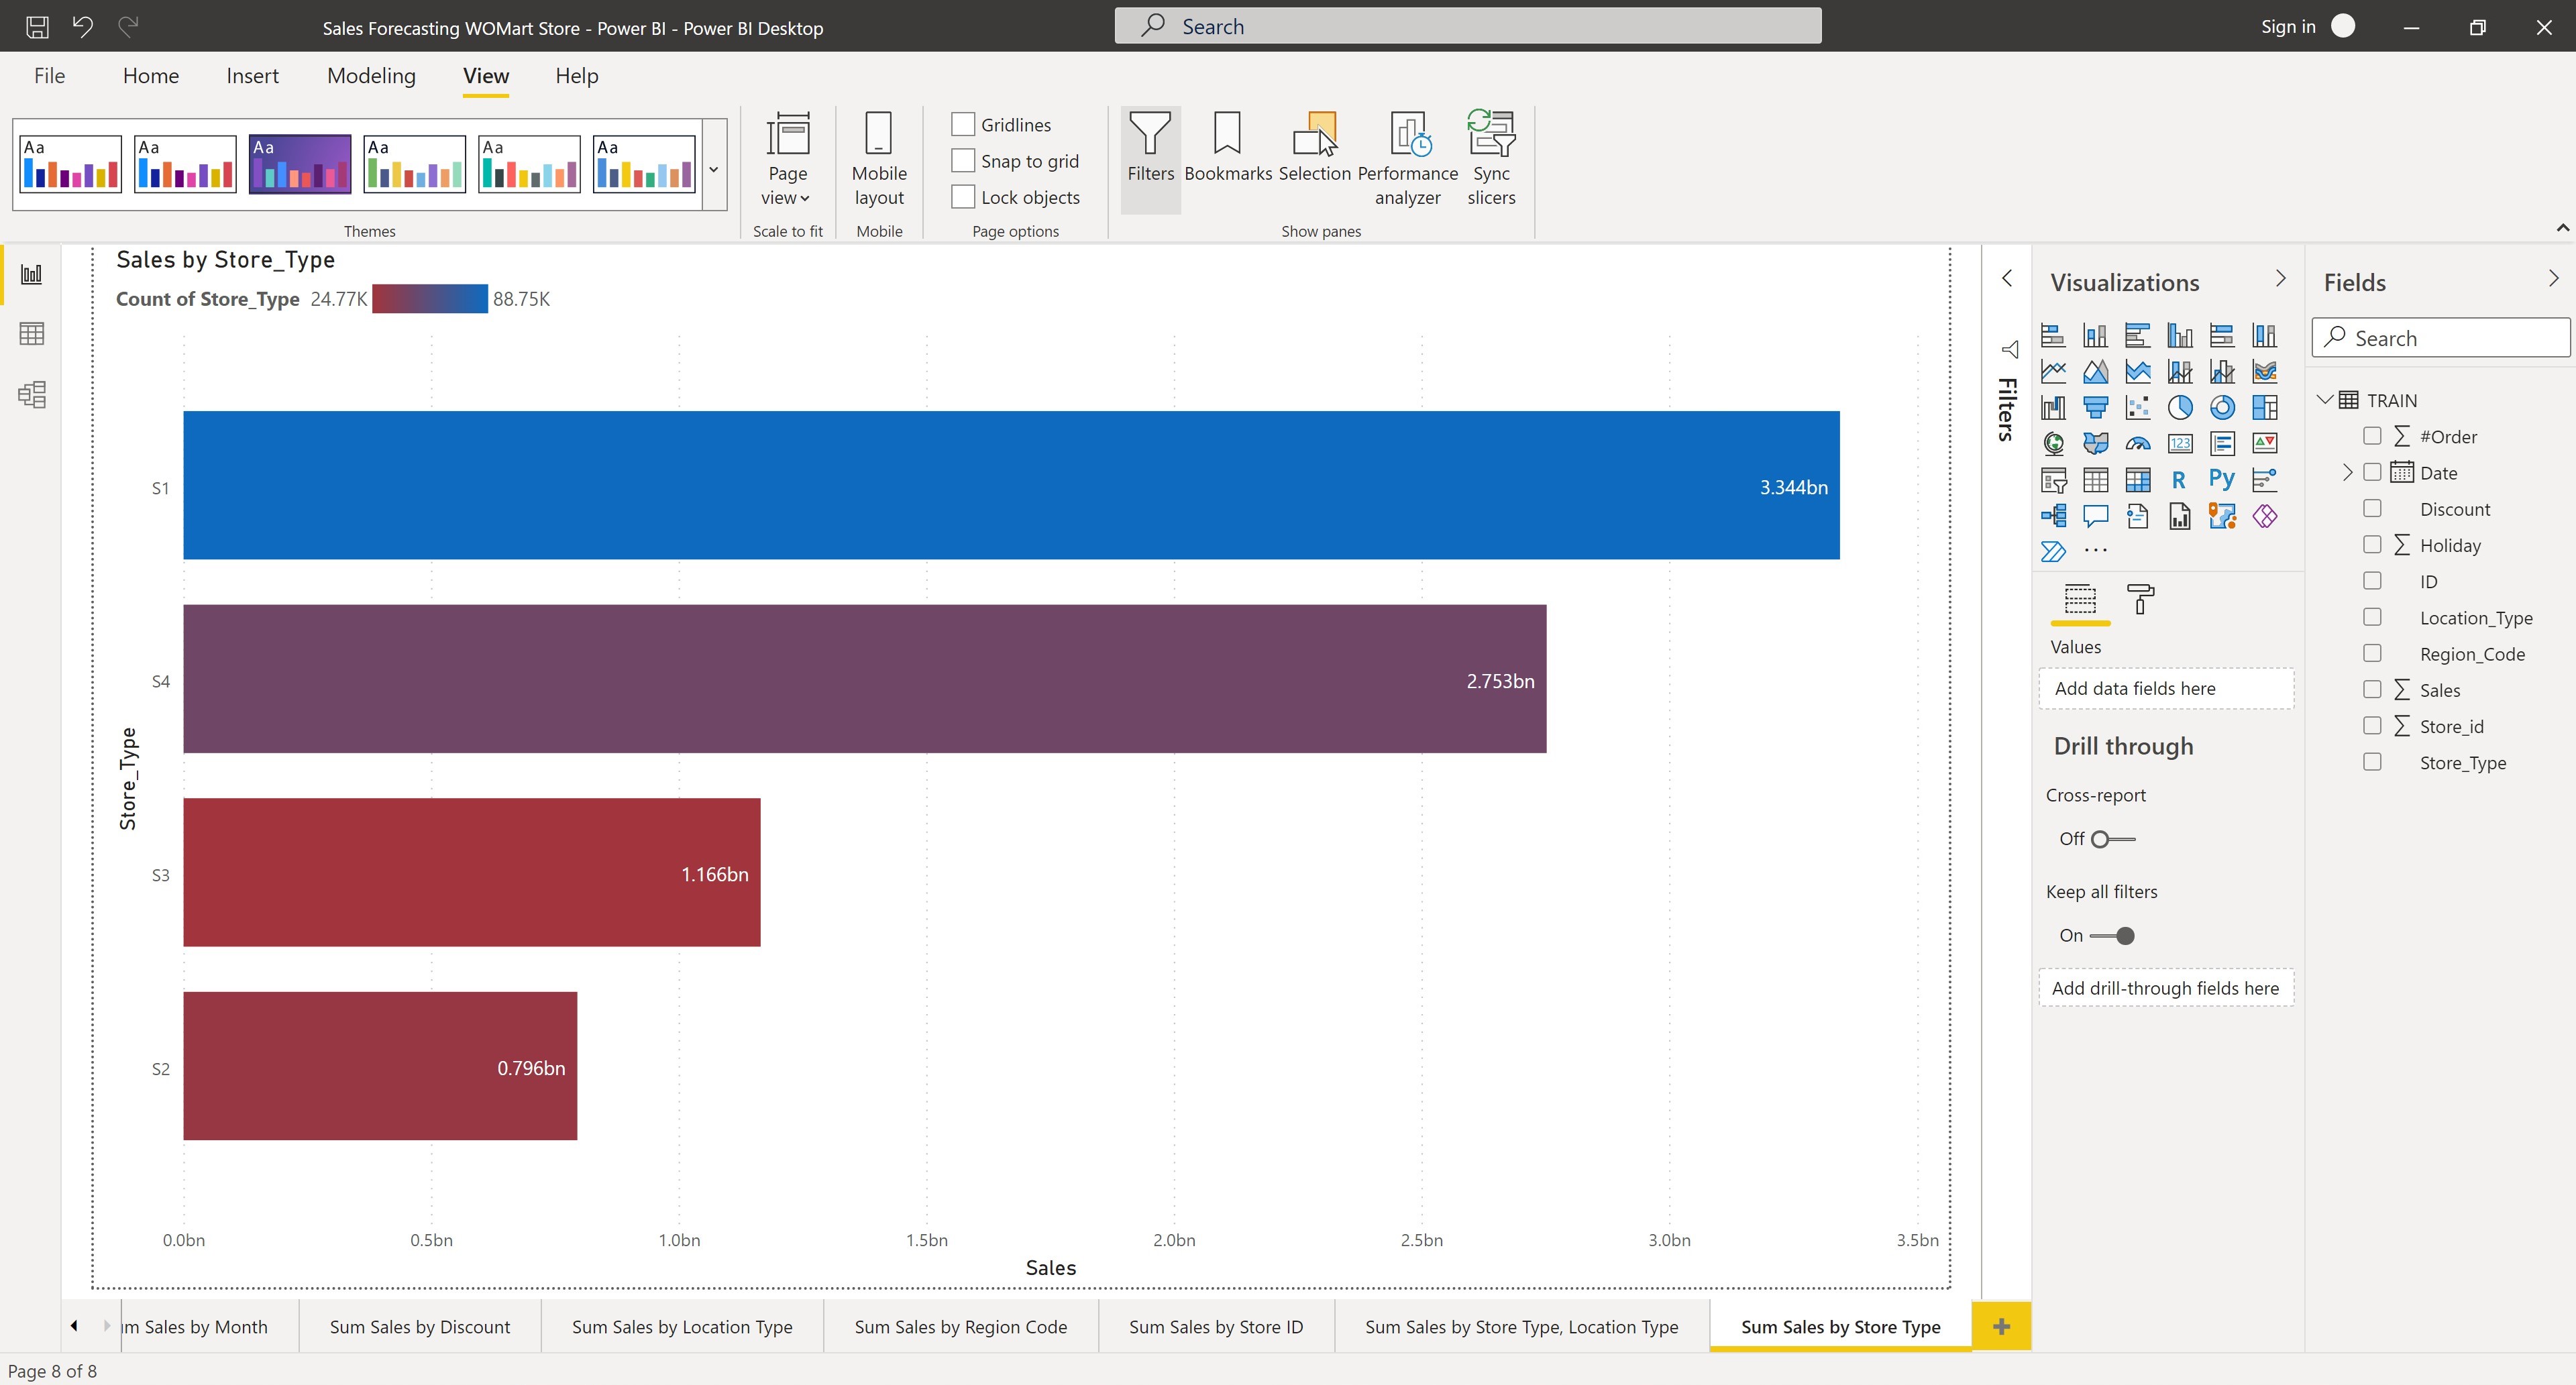 Sales Forecasting WOMart Store - Power BI - Power BI Desktop
Search
Sign in
File Home Insert Modeling View Help
Aa Aa Aa Aa Aa Aa
Page view
Mobile layout
Gridlines
Snap to grid
Lock objects
Filters
Bookmarks
Selection
Performance analyzer
Sync slicers
Themes Scale to fit Mobile Page options Show panes
Sales by Store_Type
Count of Store_Type 24.77K 88.75K
Store_Type
S1 3.344bn
S4 2.753bn
S3 1.166bn
S2 0.796bn
0.0bn 0.5bn 1.0bn 1.5bn 2.0bn 2.5bn 3.0bn 3.5bn
Sales
Filters
Visualizations
123
R Py
Values
Add data fields here
Drill through
Cross-report
Off
Keep all filters
On
Add drill-through fields here
Fields
Search
TRAIN
#Order
Date
Discount
Holiday
ID
Location_Type
Region_Code
Sales
Store_id
Store_Type
m Sales by Month Sum Sales by Discount Sum Sales by Location Type Sum Sales by Region Code Sum Sales by Store ID Sum Sales by Store Type, Location Type Sum Sales by Store Type
Page 8 of 8